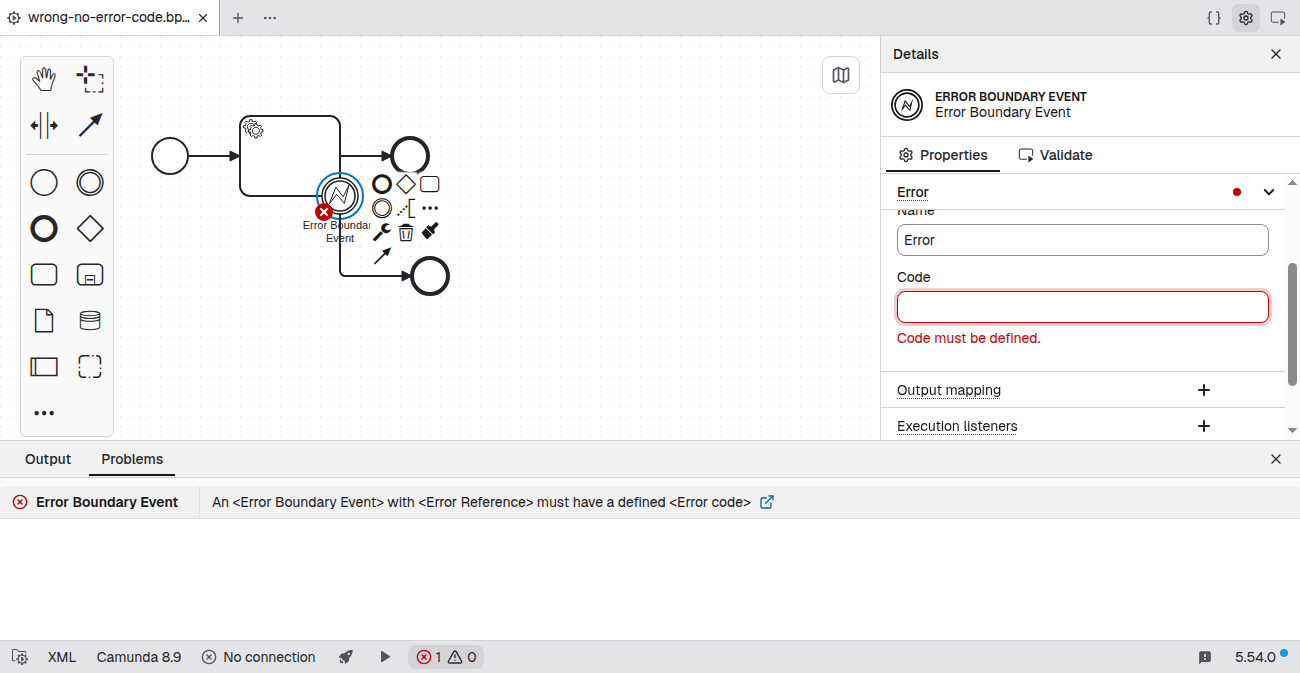 wrong-no-error-code.bp...
Details
ERROR BOUNDARY EVENT
Error Boundary Event
Properties
Validate
Error
Name
Error
Code
Code must be defined.
Output mapping
Execution listeners
Error Boundary
Event
Output
Problems
Error Boundary Event
An <Error Boundary Event> with <Error Reference> must have a defined <Error code>
XML
Camunda 8.9
No connection
1
0
5.54.0